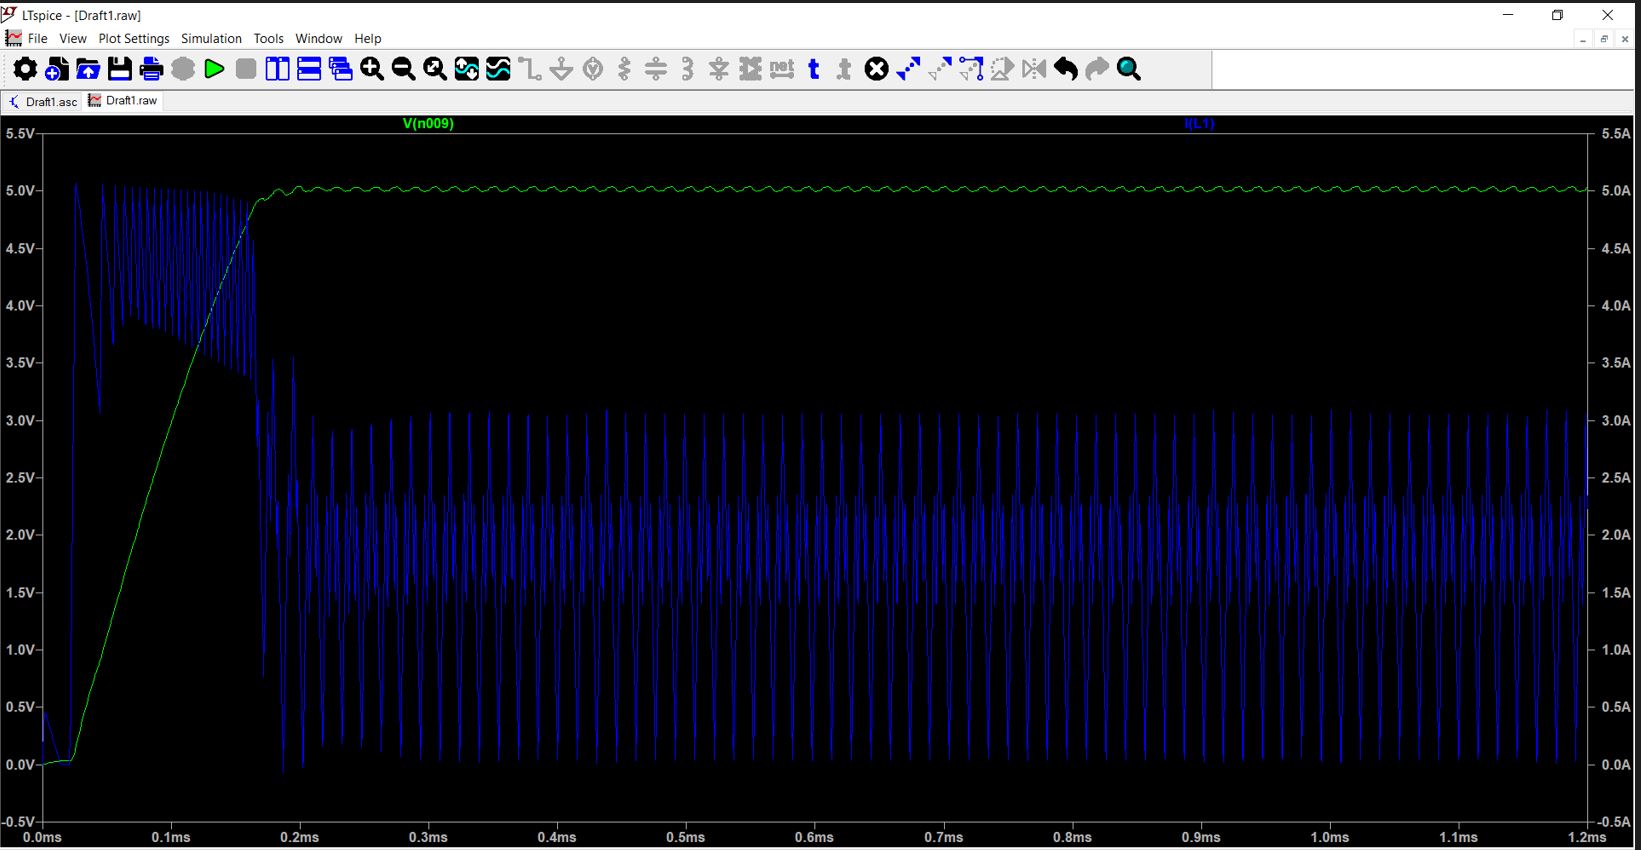 LTspice - [Draft1.raw]
File View Plot Settings Simulation Tools Window Help
net t t
Draft1.asc Draft1.raw
V(n009) I(L1)
5.5V 5.5A
5.0V 5.0A
4.5V 4.5A
4.0V 4.0A
3.5V 3.5A
3.0V 3.0A
2.5V 2.5A
2.0V 2.0A
1.5V 1.5A
1.0V 1.0A
0.5V 0.5A
0.0V 0.0A
-0.5V -0.5A
0.0ms 0.1ms 0.2ms 0.3ms 0.4ms 0.5ms 0.6ms 0.7ms 0.8ms 0.9ms 1.0ms 1.1ms 1.2ms